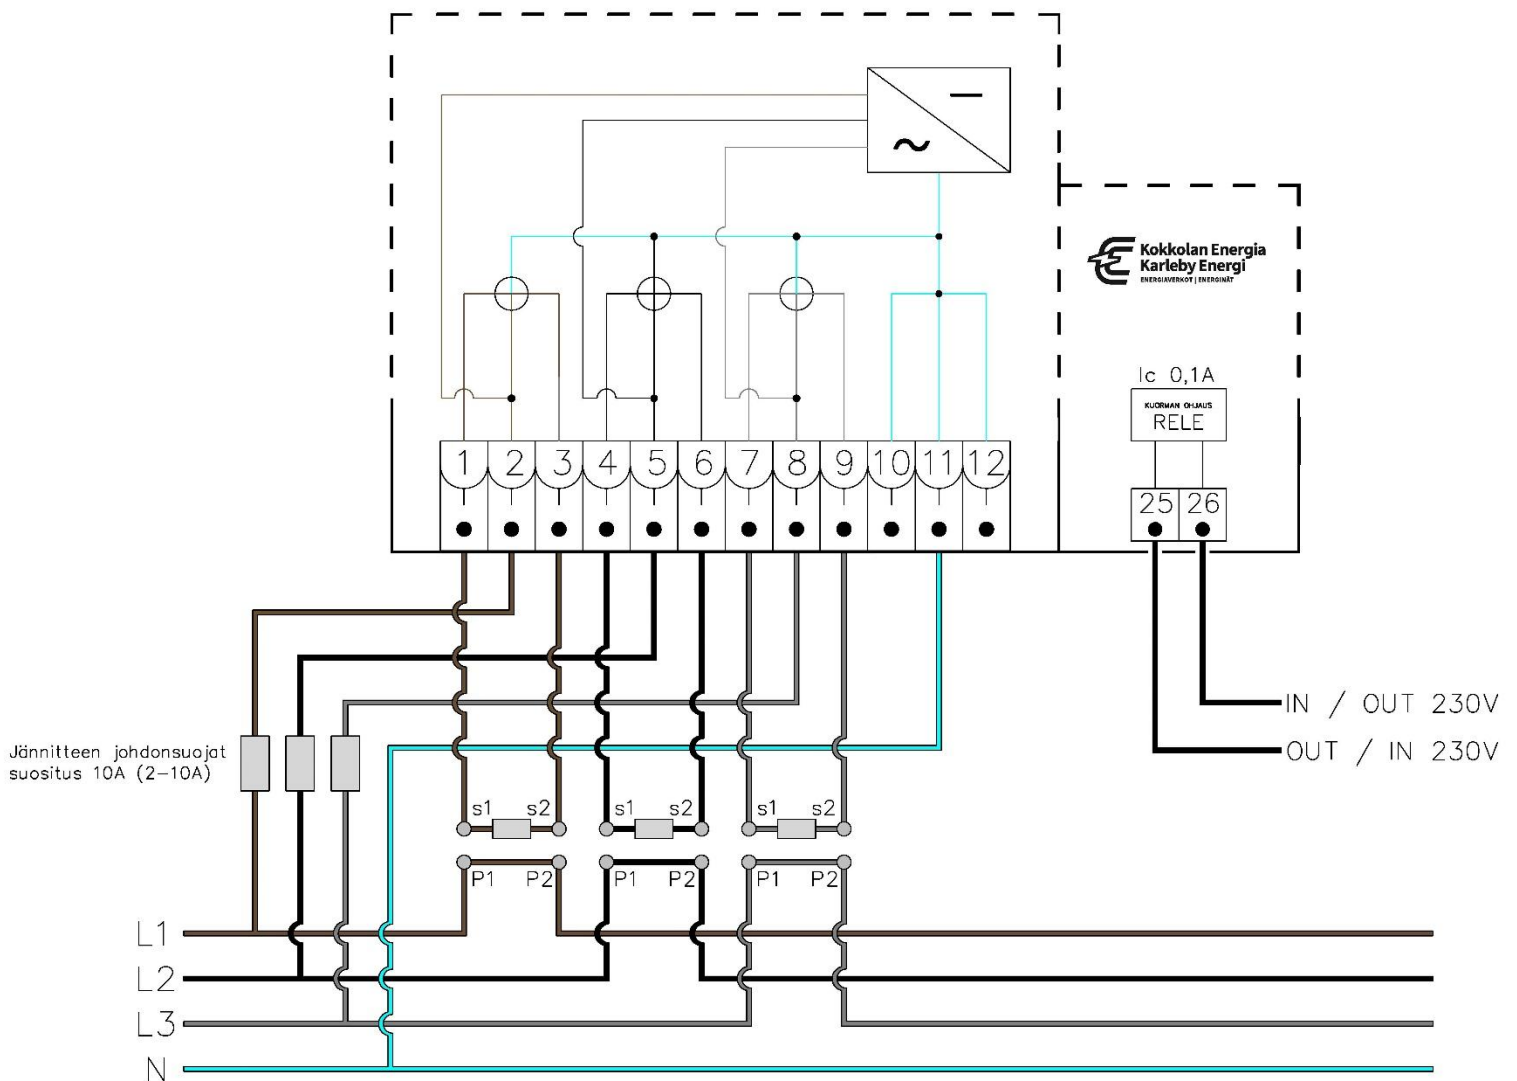 Kokkolan Energia
Karleby Energi
ENERGIAVERKOT | ENERGINÄT
Ic 0,1A
KUORMAN OHJAUS
RELE
1 2 3 4 5 6 7 8 9 10 11 12
25 26
IN / OUT 230V
OUT / IN 230V
Jännitteen johdonsuojat
suositus 10A (2-10A)
s1 s2 s1 s2 s1 s2
P1 P2 P1 P2 P1 P2
L1
L2
L3
N